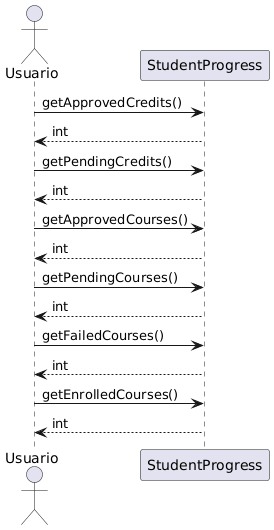 Usuario
StudentProgress
getApprovedCredits()
int
getPendingCredits()
int
getApprovedCourses()
int
getPendingCourses()
int
getFailedCourses()
int
getEnrolledCourses()
int
Usuario
StudentProgress